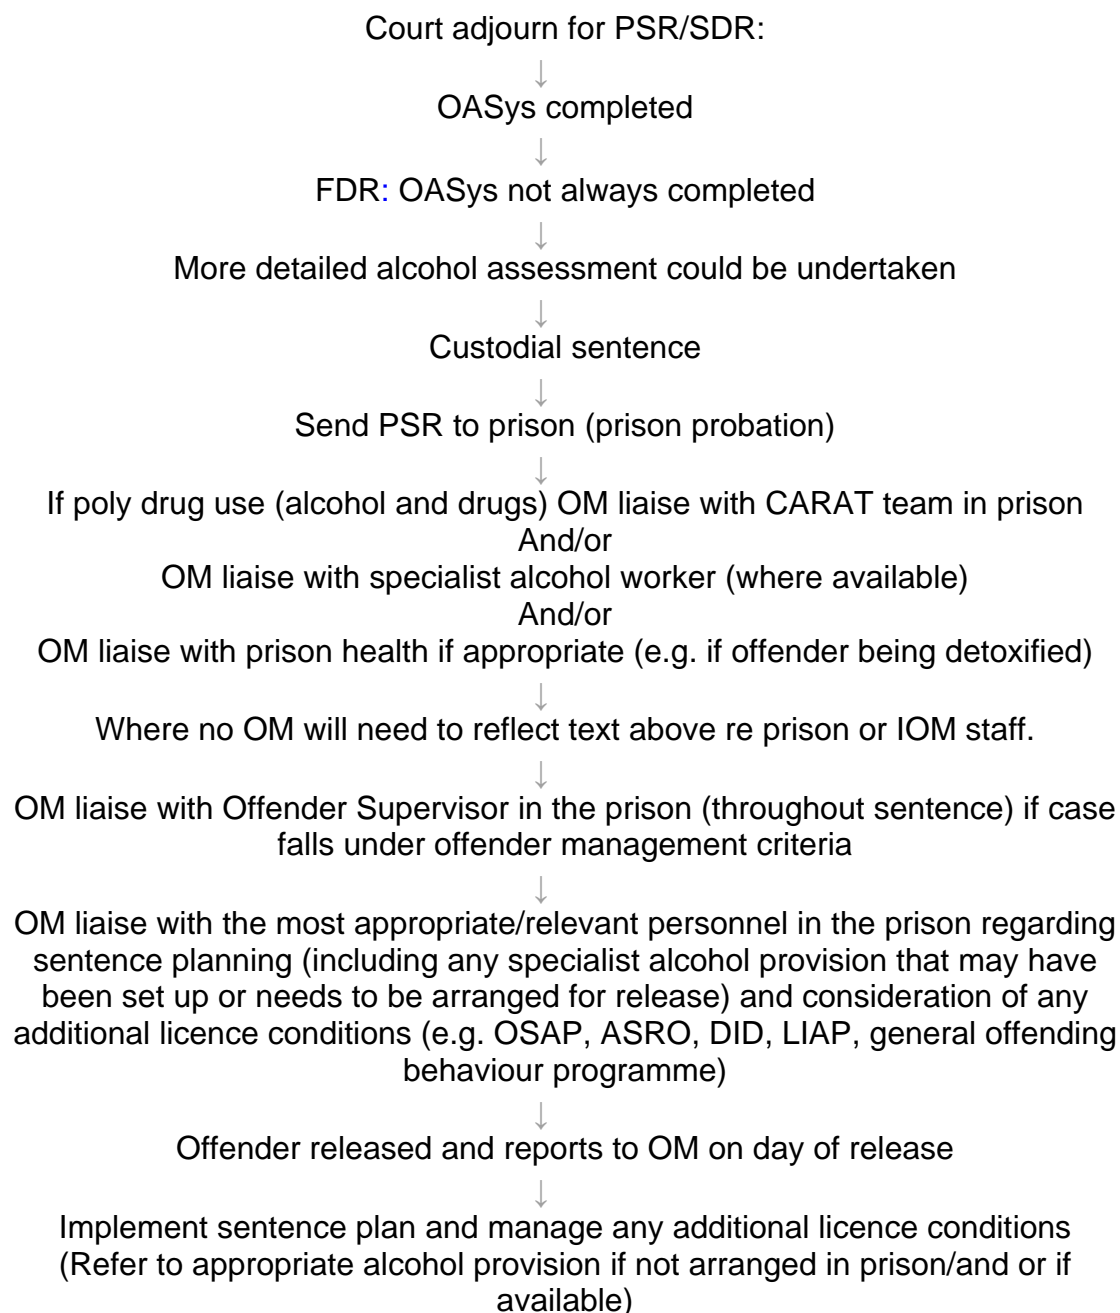 Court adjourn for PSR/SDR:
↓
OASys completed
↓
FDR: OASys not always completed
↓
More detailed alcohol assessment could be undertaken
↓
Custodial sentence
↓
Send PSR to prison (prison probation)
↓
If poly drug use (alcohol and drugs) OM liaise with CARAT team in prison
And/or
OM liaise with specialist alcohol worker (where available)
And/or
OM liaise with prison health if appropriate (e.g. if offender being detoxified)
↓
Where no OM will need to reflect text above re prison or IOM staff.
↓
OM liaise with Offender Supervisor in the prison (throughout sentence) if case
falls under offender management criteria
↓
OM liaise with the most appropriate/relevant personnel in the prison regarding
sentence planning (including any specialist alcohol provision that may have
been set up or needs to be arranged for release) and consideration of any
additional licence conditions (e.g. OSAP, ASRO, DID, LIAP, general offending
behaviour programme)
↓
Offender released and reports to OM on day of release
↓
Implement sentence plan and manage any additional licence conditions
(Refer to appropriate alcohol provision if not arranged in prison/and or if
available)